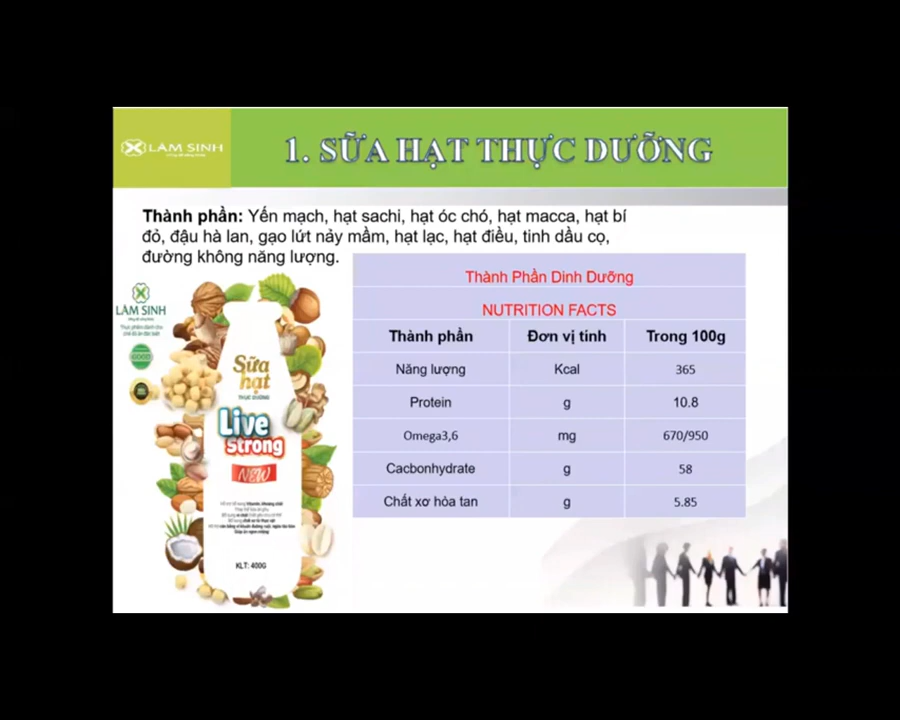 LÂM SINH
1. SỮA HẠT THỰC DƯỠNG
Thành phần: Yến mạch, hạt sachi, hạt óc chó, hạt macca, hạt bí
đỏ, đậu hà lan, gạo lứt nảy mầm, hạt lạc, hạt điều, tinh dầu cọ,
đường không năng lượng.
LÂM SINH
Sữa
hạt
THỰC DƯỠNG
Live
strong
NEW
KLT: 400G
Thành Phần Dinh Dưỡng
NUTRITION FACTS
Thành phần Đơn vị tính Trong 100g
Năng lượng Kcal 365
Protein g 10.8
Omega3,6 mg 670/950
Cacbonhydrate g 58
Chất xơ hòa tan g 5.85